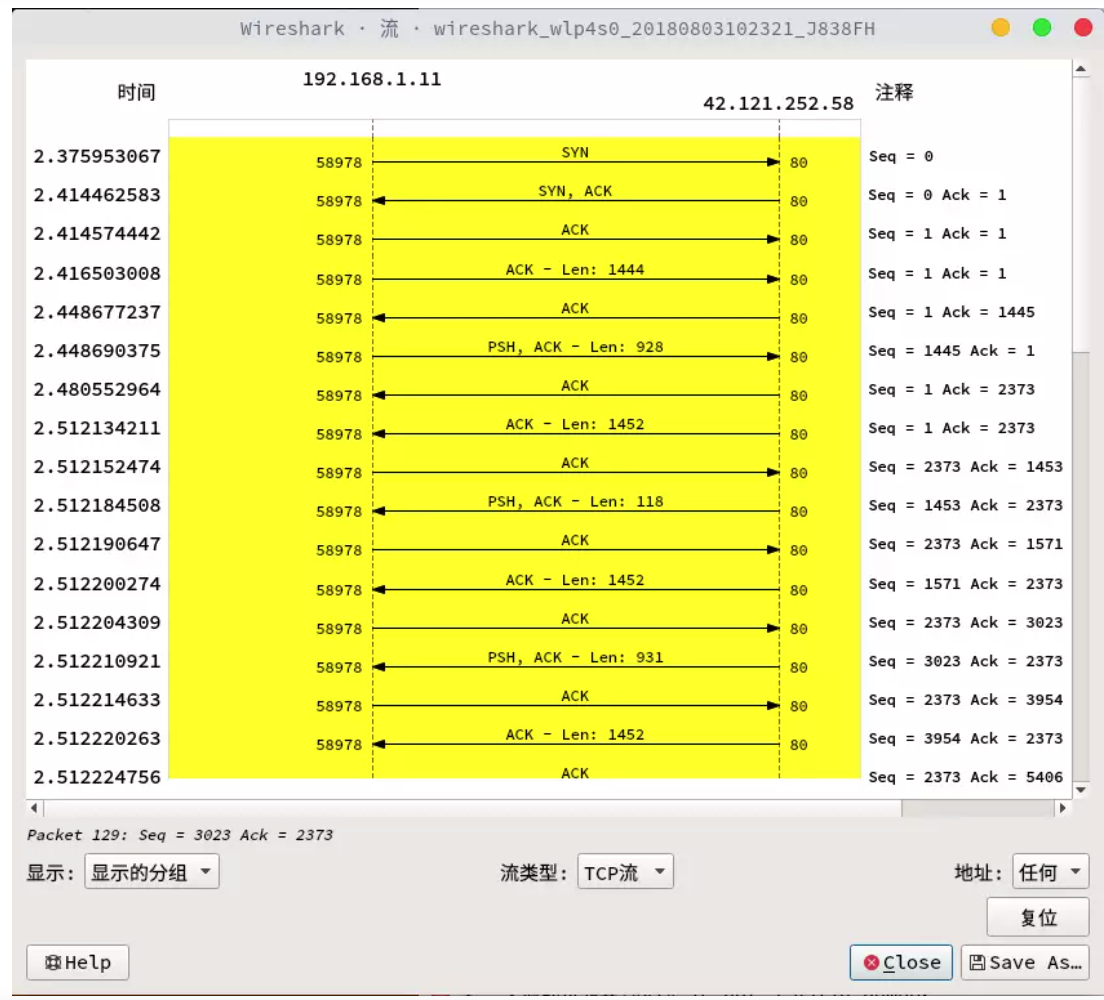 Wireshark · 流 · wireshark_wlp4s0_20180803102321_J838FH
时间 192.168.1.11 42.121.252.58 注释
2.375953067 58978 SYN 80 Seq = 0
2.414462583 58978 SYN, ACK 80 Seq = 0 Ack = 1
2.414574442 58978 ACK 80 Seq = 1 Ack = 1
2.416503008 58978 ACK - Len: 1444 80 Seq = 1 Ack = 1
2.448677237 58978 ACK 80 Seq = 1 Ack = 1445
2.448690375 58978 PSH, ACK - Len: 928 80 Seq = 1445 Ack = 1
2.480552964 58978 ACK 80 Seq = 1 Ack = 2373
2.512134211 58978 ACK - Len: 1452 80 Seq = 1 Ack = 2373
2.512152474 58978 ACK 80 Seq = 2373 Ack = 1453
2.512184508 58978 PSH, ACK - Len: 118 80 Seq = 1453 Ack = 2373
2.512190647 58978 ACK 80 Seq = 2373 Ack = 1571
2.512200274 58978 ACK - Len: 1452 80 Seq = 1571 Ack = 2373
2.512204309 58978 ACK 80 Seq = 2373 Ack = 3023
2.512210921 58978 PSH, ACK - Len: 931 80 Seq = 3023 Ack = 2373
2.512214633 58978 ACK 80 Seq = 2373 Ack = 3954
2.512220263 58978 ACK - Len: 1452 80 Seq = 3954 Ack = 2373
2.512224756 ACK Seq = 2373 Ack = 5406
Packet 129: Seq = 3023 Ack = 2373
显示: 显示的分组 流类型: TCP流 地址: 任何
复位
Help Close Save As…